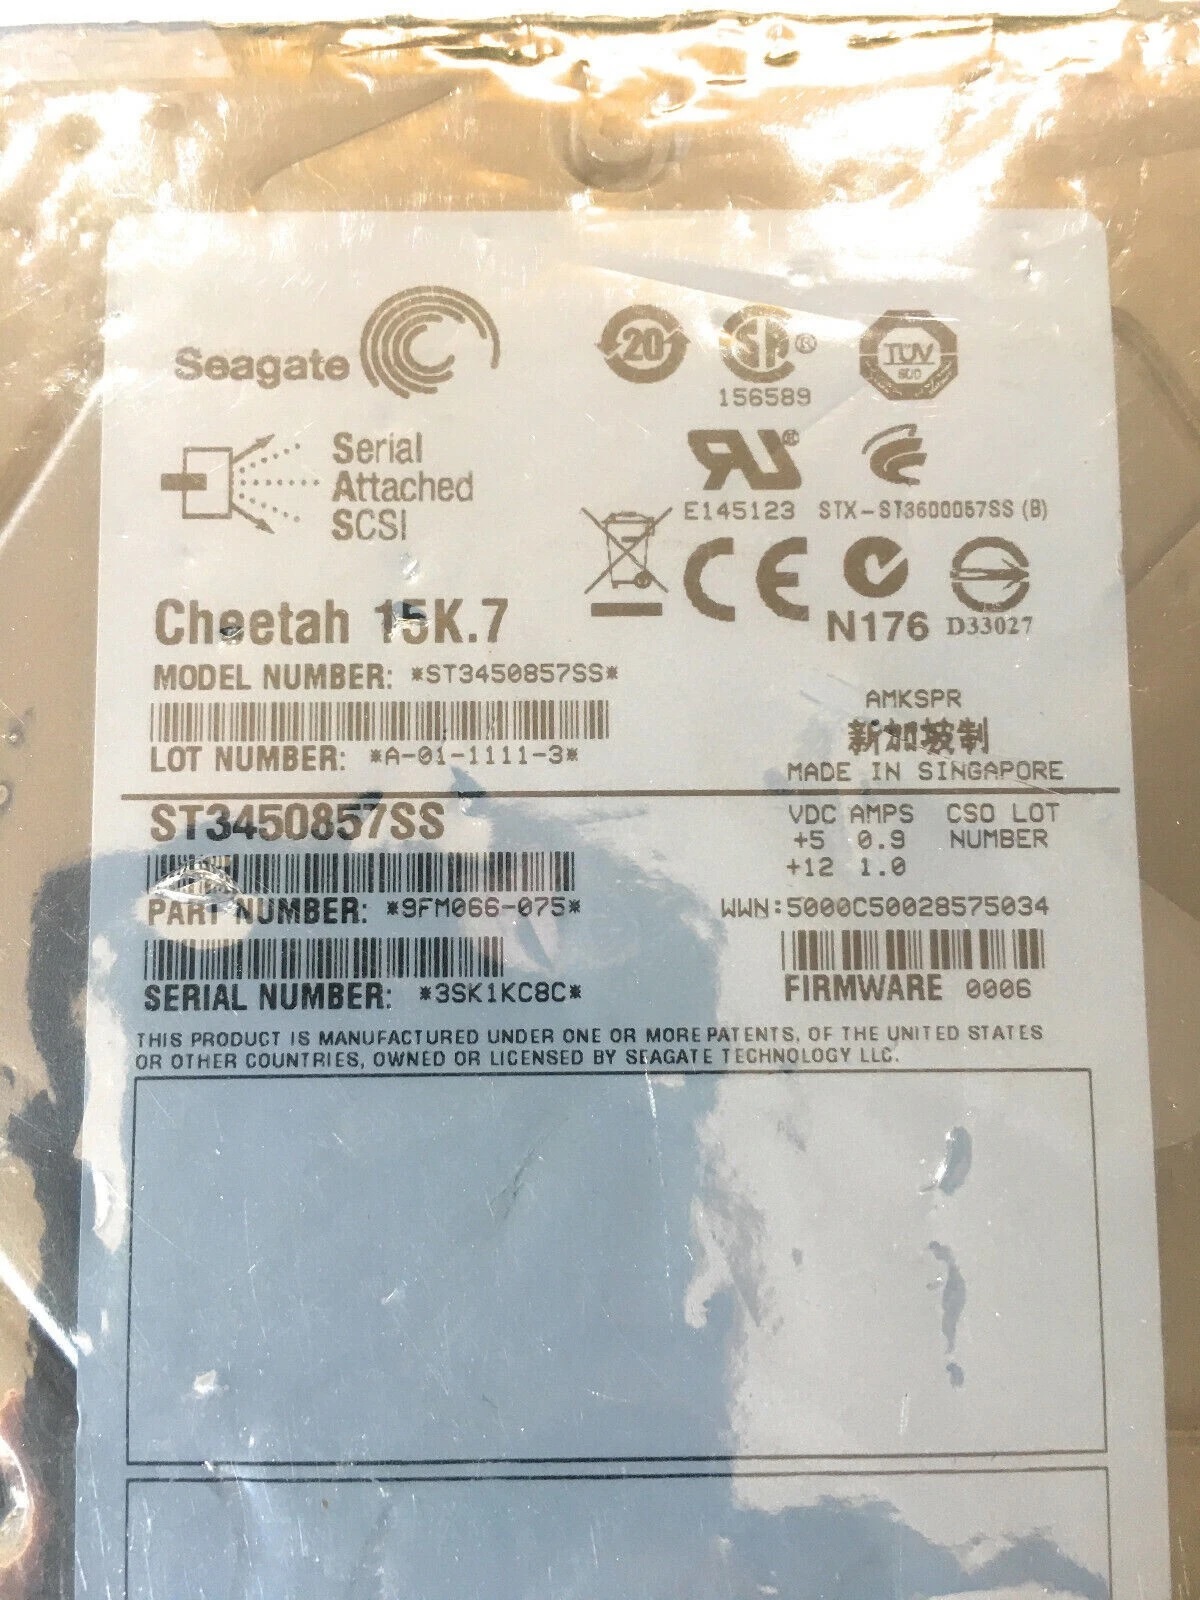 Seagate
20
SA ®
156589
TÜV
SÜD
Serial
Attached
SCSI
E145123
STX-ST3600057SS (B)
CE
N176
D33027
Cheetah 15K.7
MODEL NUMBER: *ST3450857SS*
LOT NUMBER: *A-01-1111-3*
AMKSPR
新加坡制
MADE IN SINGAPORE
ST3450857SS
VDC AMPS
+5 0.9
+12 1.0
CSO LOT
NUMBER
PART NUMBER: *9FM066-075*
WWN:5000C50028575034
SERIAL NUMBER: *3SK1KC8C*
FIRMWARE 0006
THIS PRODUCT IS MANUFACTURED UNDER ONE OR MORE PATENTS, OF THE UNITED STATES
OR OTHER COUNTRIES, OWNED OR LICENSED BY SEAGATE TECHNOLOGY LLC.